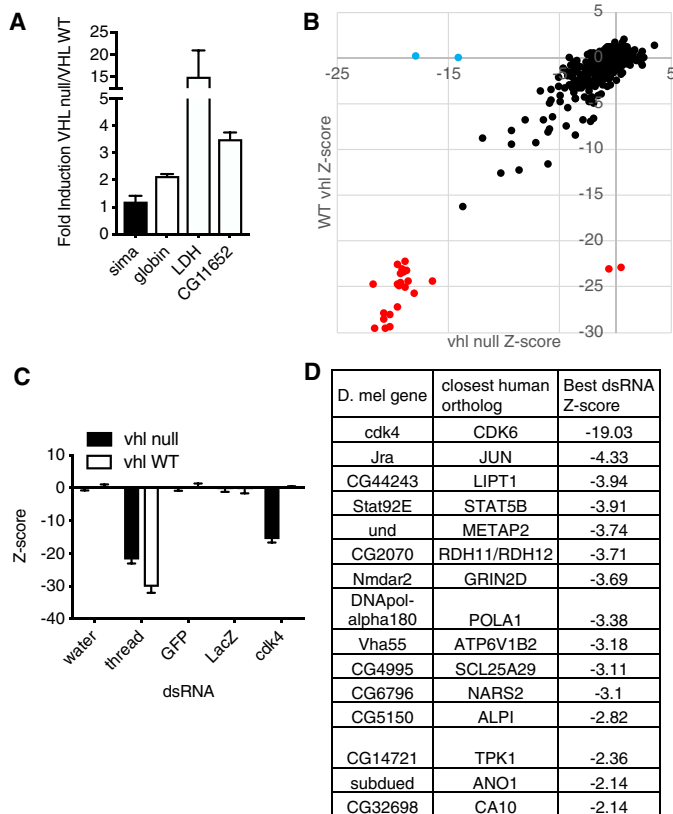 A
Fold Induction VHL null/VHL WT
25
20
15
6
5
4
3
2
1
0
sima
globin
LDH
CG11652
B
WT vhl Z-score
5
0
-25
-15
-5
5
-5
-10
-15
-20
-25
-30
vhl null Z-score
C
vhl null
vhl WT
Z-score
10
0
-10
-20
-30
-40
water
thread
GFP
LacZ
cdk4
dsRNA
D
D. mel gene closest human ortholog Best dsRNA Z-score
cdk4 CDK6 -19.03
Jra JUN -4.33
CG44243 LIPT1 -3.94
Stat92E STAT5B -3.91
und METAP2 -3.74
CG2070 RDH11/RDH12 -3.71
Nmdar2 GRIN2D -3.69
DNApol-alpha180 POLA1 -3.38
Vha55 ATP6V1B2 -3.18
CG4995 SCL25A29 -3.11
CG6796 NARS2 -3.1
CG5150 ALPI -2.82
CG14721 TPK1 -2.36
subdued ANO1 -2.14
CG32698 CA10 -2.14